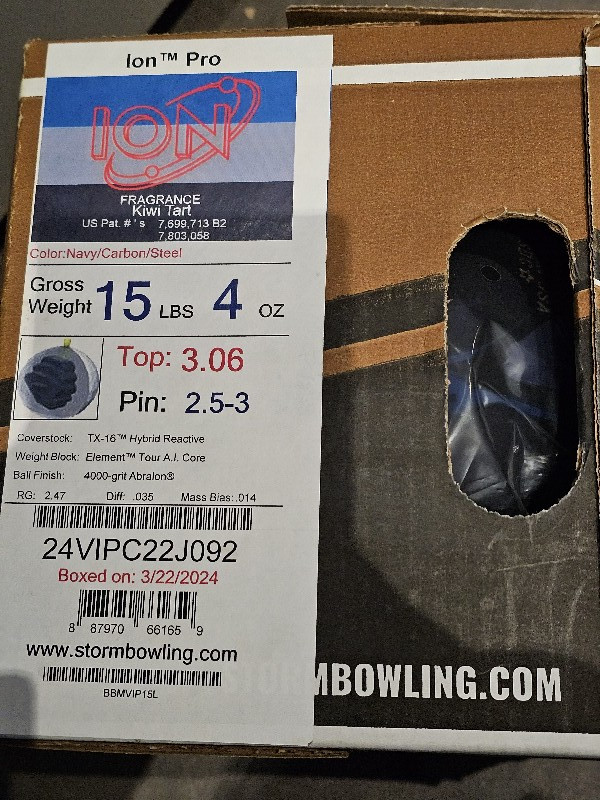 Ion™ Pro
ION
FRAGRANCE
Kiwi Tart
US Pat. # ' s 7,699,713 B2
7,803,058
Color:Navy/Carbon/Steel
Gross Weight 15 LBS 4 OZ
Top: 3.06
Pin: 2.5-3
Coverstock: TX-16™ Hybrid Reactive
Weight Block: Element™ Tour A.I. Core
Ball Finish: 4000-grit Abralon®
RG: 2.47 Diff: .035 Mass Bias: .014
24VIPC22J092
Boxed on: 3/22/2024
8 87970 66165 9
www.stormbowling.com
BBMVIP15L
STORMBOWLING.COM